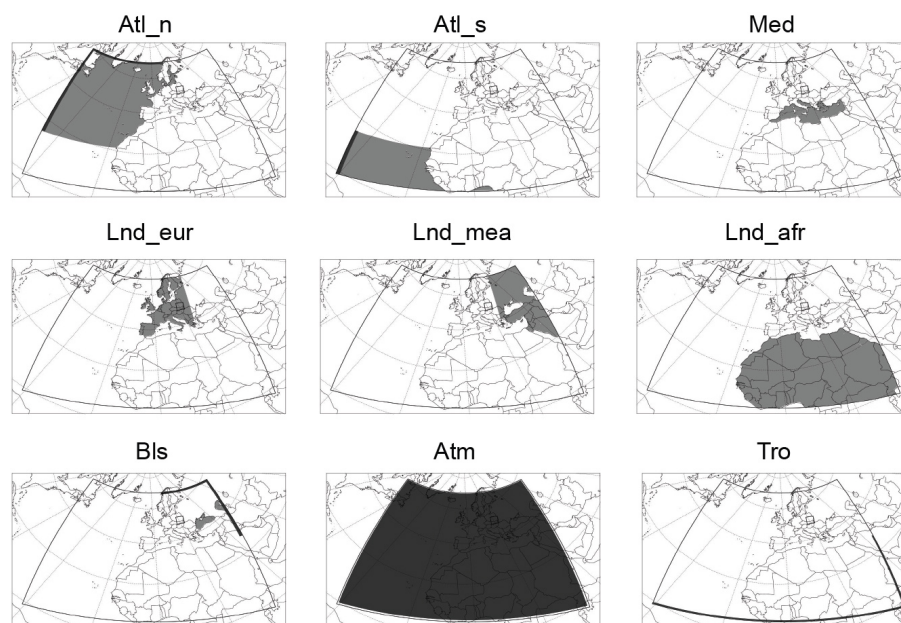 Atl_n
Atl_s
Med
Lnd_eur
Lnd_mea
Lnd_afr
Bls
Atm
Tro